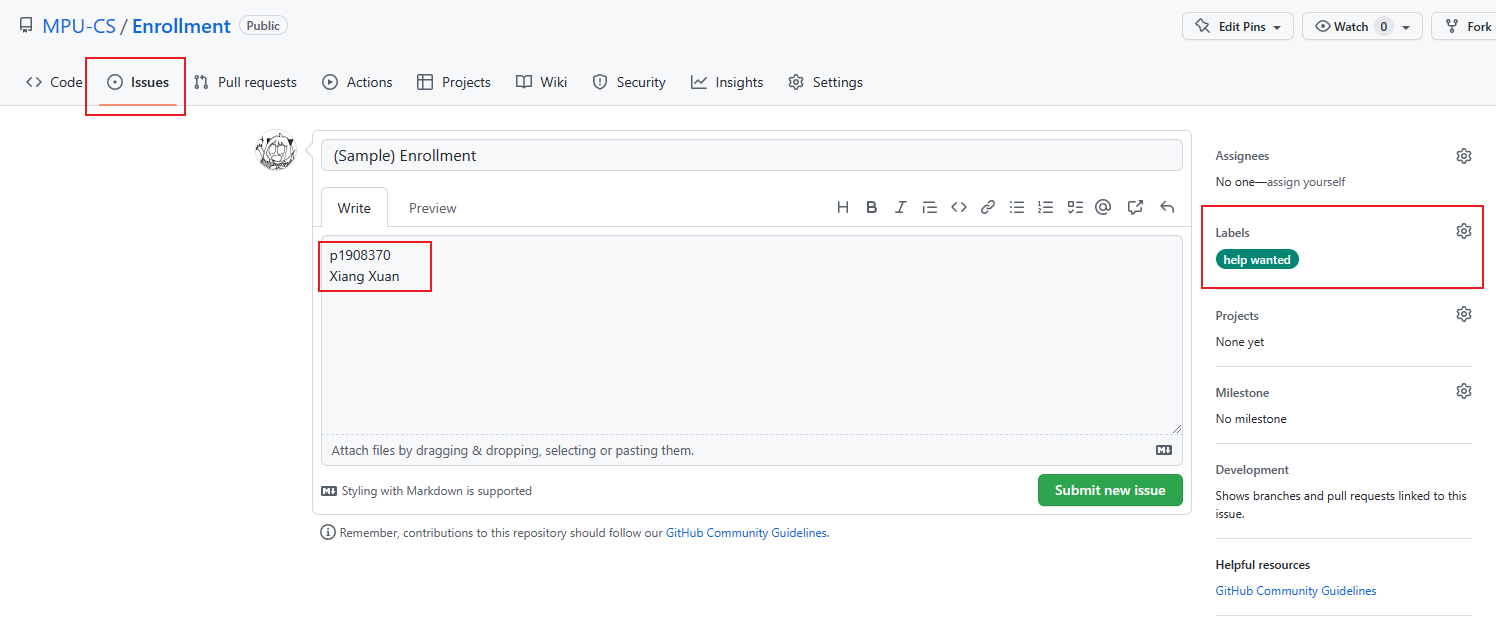 MPU-CS / Enrollment Public
Edit Pins Watch 0 Fork
Code Issues Pull requests Actions Projects Wiki Security Insights Settings
(Sample) Enrollment
Write Preview
p1908370
Xiang Xuan
Attach files by dragging & dropping, selecting or pasting them.
Styling with Markdown is supported
Submit new issue
Remember, contributions to this repository should follow our GitHub Community Guidelines.
Assignees
No one—assign yourself
Labels
help wanted
Projects
None yet
Milestone
No milestone
Development
Shows branches and pull requests linked to this
issue.
Helpful resources
GitHub Community Guidelines